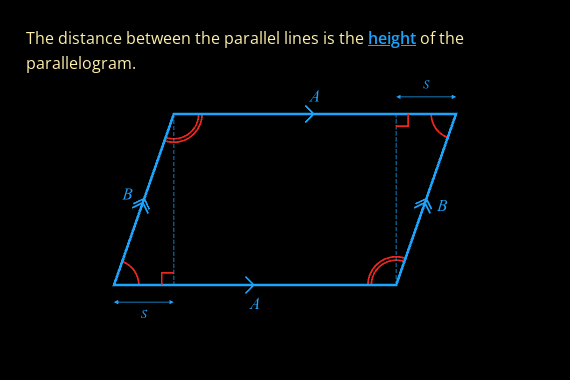 The distance between the parallel lines is the height of the
parallelogram.
S
A
B
B
A
S